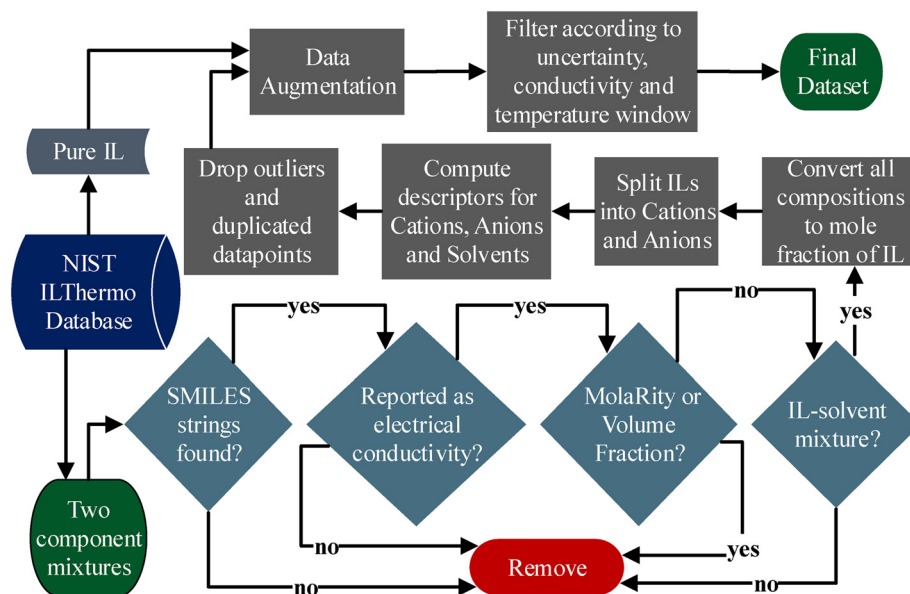 Data
Augmentation
Filter according to
uncertainty,
conductivity and
temperature window
Final
Dataset
Pure IL
Drop outliers
and
duplicated
datapoints
Compute
descriptors for
Cations, Anions
and Solvents
Split ILs
into Cations
and Anions
Convert all
compositions
to mole
fraction of IL
NIST
ILThermo
Database
yes
yes
no
yes
SMILES
strings
found?
Reported as
electrical
conductivity?
MolaRity or
Volume
Fraction?
IL-solvent
mixture?
Two
component
mixtures
no
no
Remove
yes
no